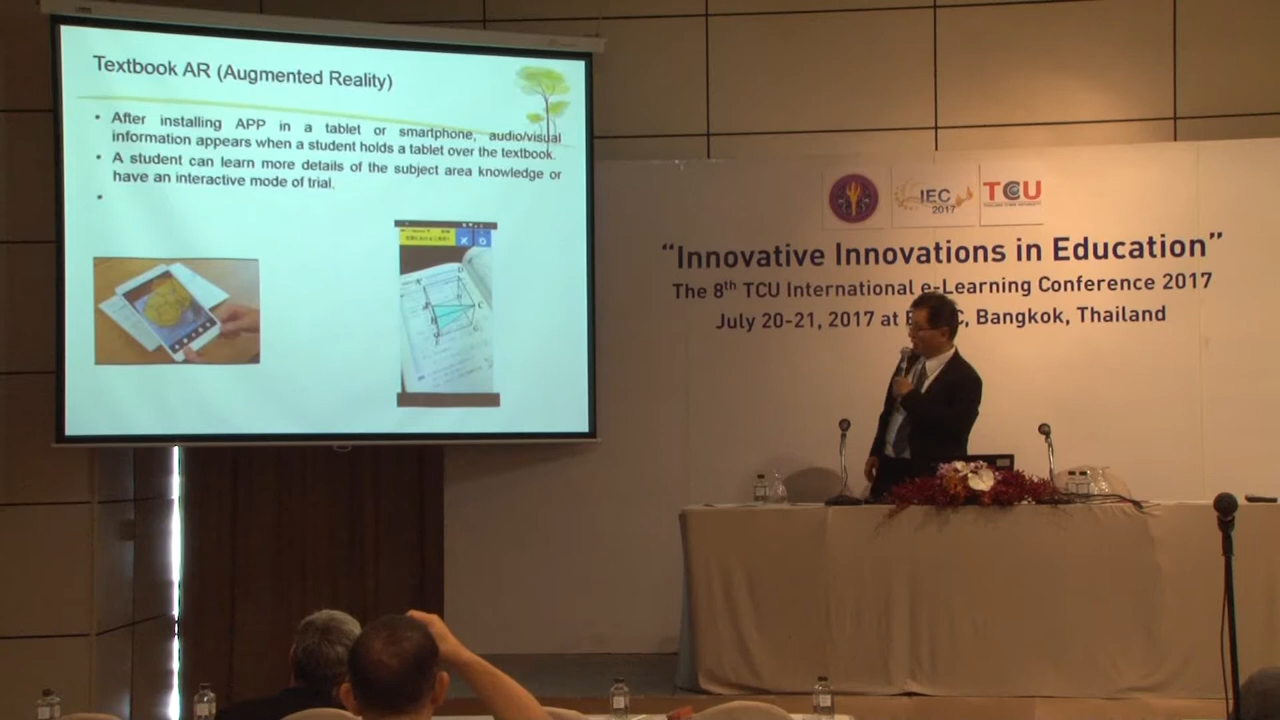 Textbook AR (Augmented Reality)
• After installing APP in a tablet or smartphone, audio/visual
information appears when a student holds a tablet over the textbook.
• A student can learn more details of the subject area knowledge or
have an interactive mode of trial.
•
IEC
2017
TCU
“Innovative Innovations in Education”
The 8th TCU International e-Learning Conference 2017
July 20-21, 2017 at C, Bangkok, Thailand